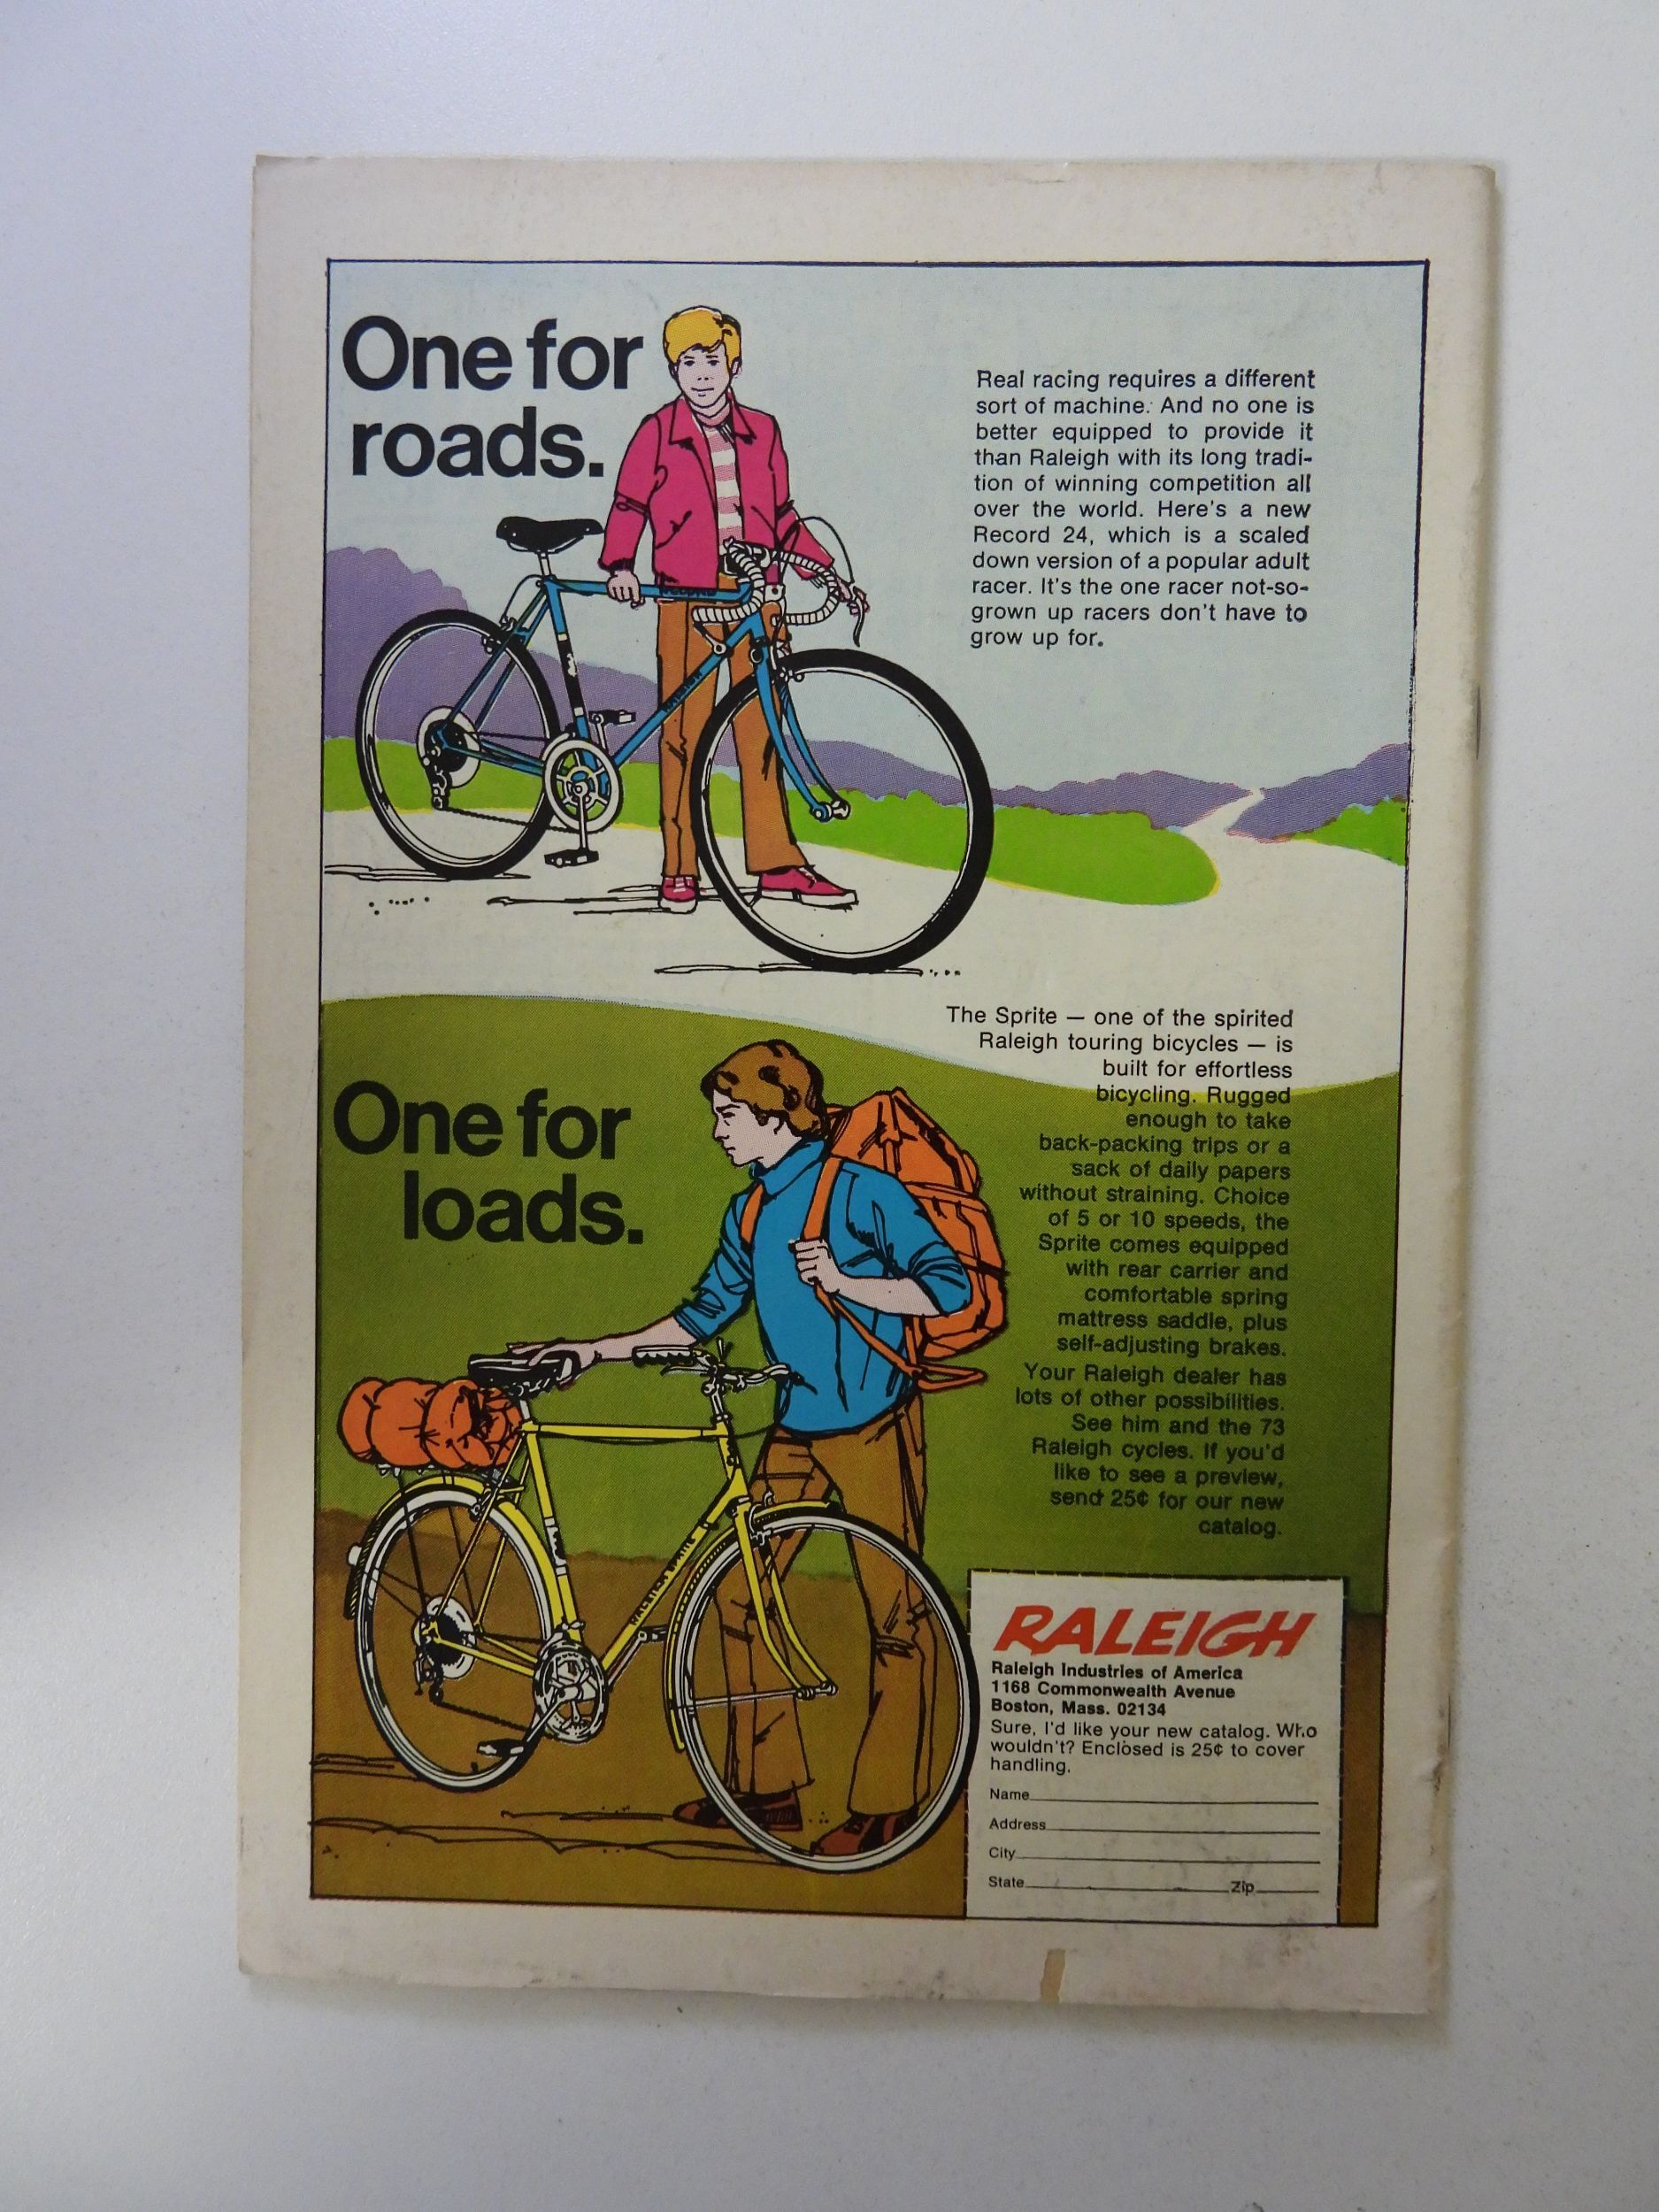 One for
roads.
Real racing requires a different
sort of machine. And no one is
better equipped to provide it
than Raleigh with its long tradi-
tion of winning competition all
over the world. Here's a new
Record 24, which is a scaled
down version of a popular adult
racer. It's the one racer not-so-
grown up racers don't have to
grow up for.
The Sprite — one of the spirited
Raleigh touring bicycles — is
built for effortless
bicycling. Rugged
enough to take
back-packing trips or a
sack of daily papers
without straining. Choice
of 5 or 10 speeds, the
Sprite comes equipped
with rear carrier and
comfortable spring
mattress saddle, plus
self-adjusting brakes.
Your Raleigh dealer has
lots of other possibilities.
See him and the 73
Raleigh cycles. If you'd
like to see a preview,
send 25¢ for our new
catalog.
One for
loads.
RALEIGH SPRITE
RALEIGH
Raleigh Industries of America
1168 Commonwealth Avenue
Boston, Mass. 02134
Sure, I'd like your new catalog. Who
wouldn't? Enclosed is 25¢ to cover
handling.
Name
Address
City
State Zip